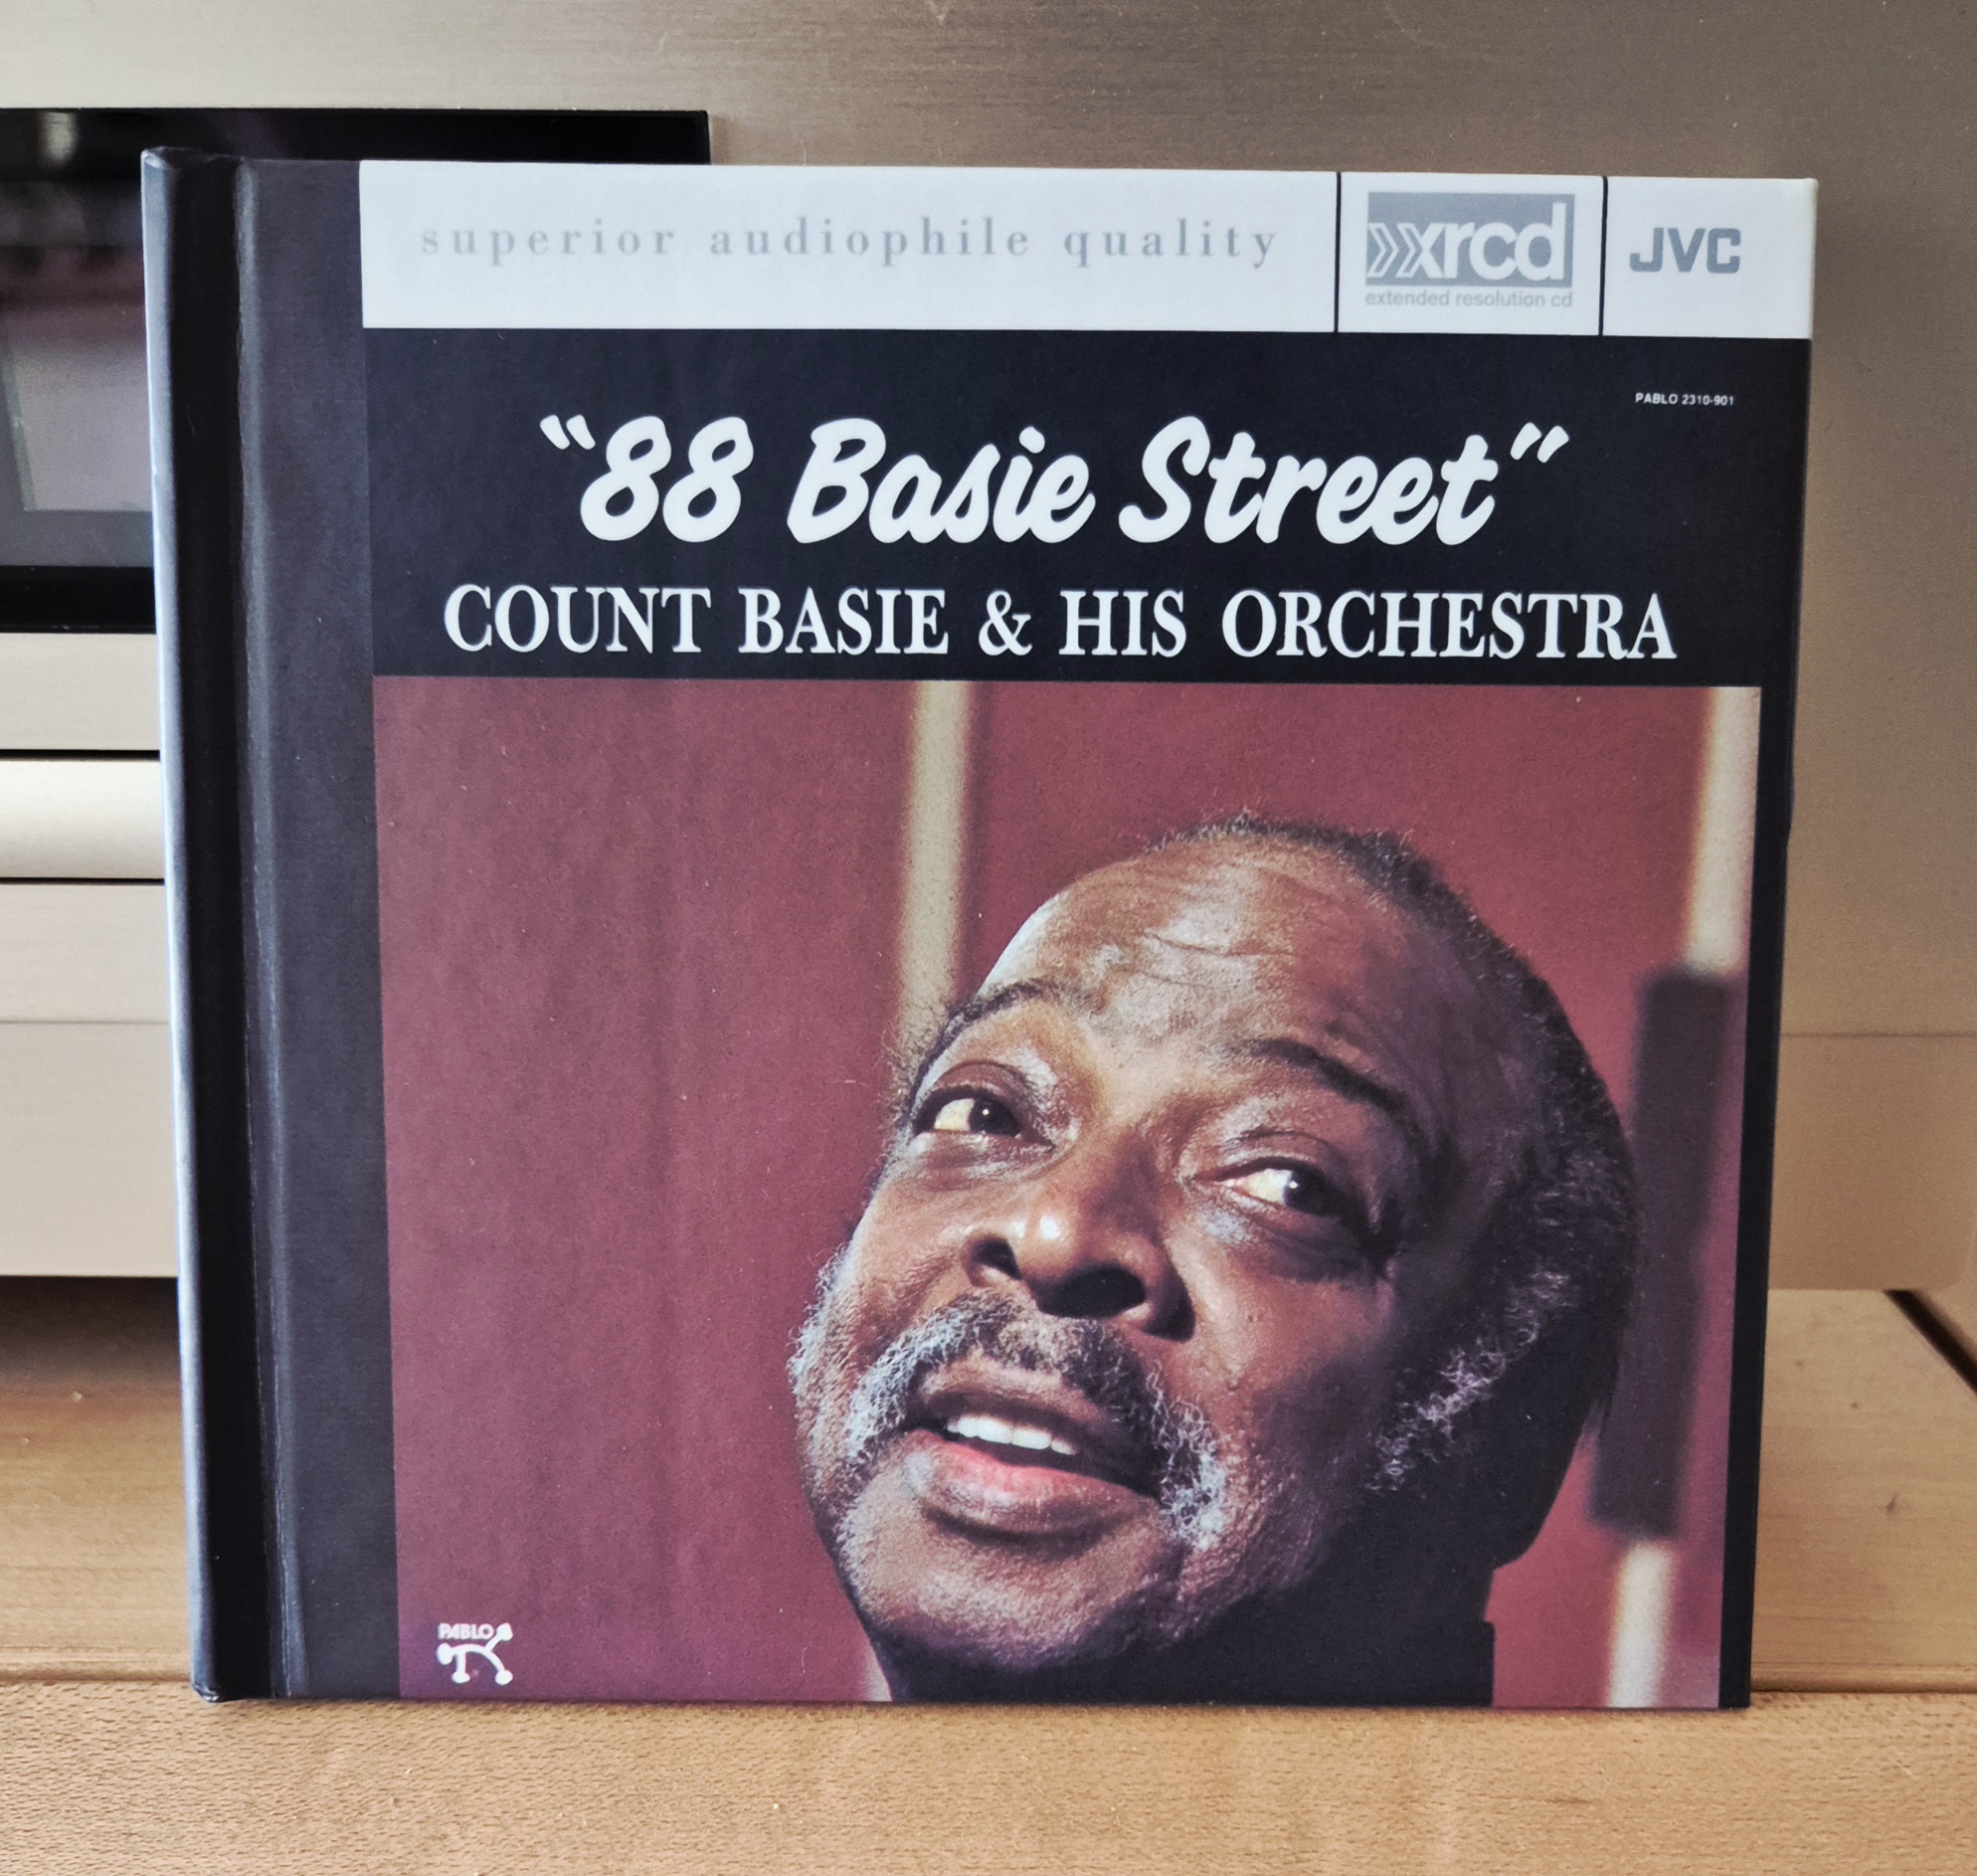 superior audiophile quality
xrcd
extended resolution cd
JVC
PABLO 2310-901
"88 Basie Street"
COUNT BASIE & HIS ORCHESTRA
PABLO